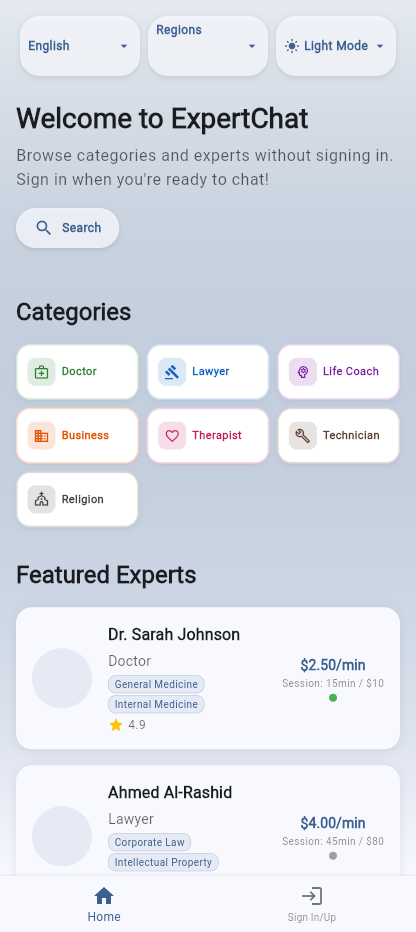 English
Regions
Light Mode
Welcome to ExpertChat
Browse categories and experts without signing in.
Sign in when you're ready to chat!
Search
Categories
Doctor
Lawyer
Life Coach
Business
Therapist
Technician
Religion
Featured Experts
Dr. Sarah Johnson
Doctor
General Medicine
Internal Medicine
4.9
$2.50/min
Session: 15min / $10
Ahmed Al-Rashid
Lawyer
Corporate Law
Intellectual Property
$4.00/min
Session: 45min / $80
Home
Sign In/Up